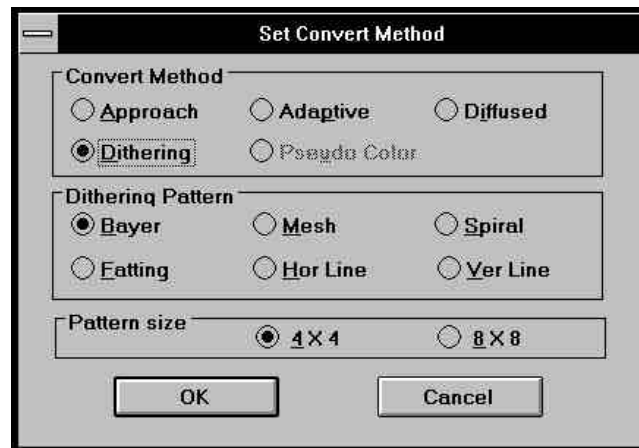 Set Convert Method
Convert Method
Approach Adaptive Diffused
Dithering Pseudo Color
Dithering Pattern
Bayer Mesh Spiral
Fatting Hor Line Ver Line
Pattern size
4 X 4 8 X 8
OK Cancel